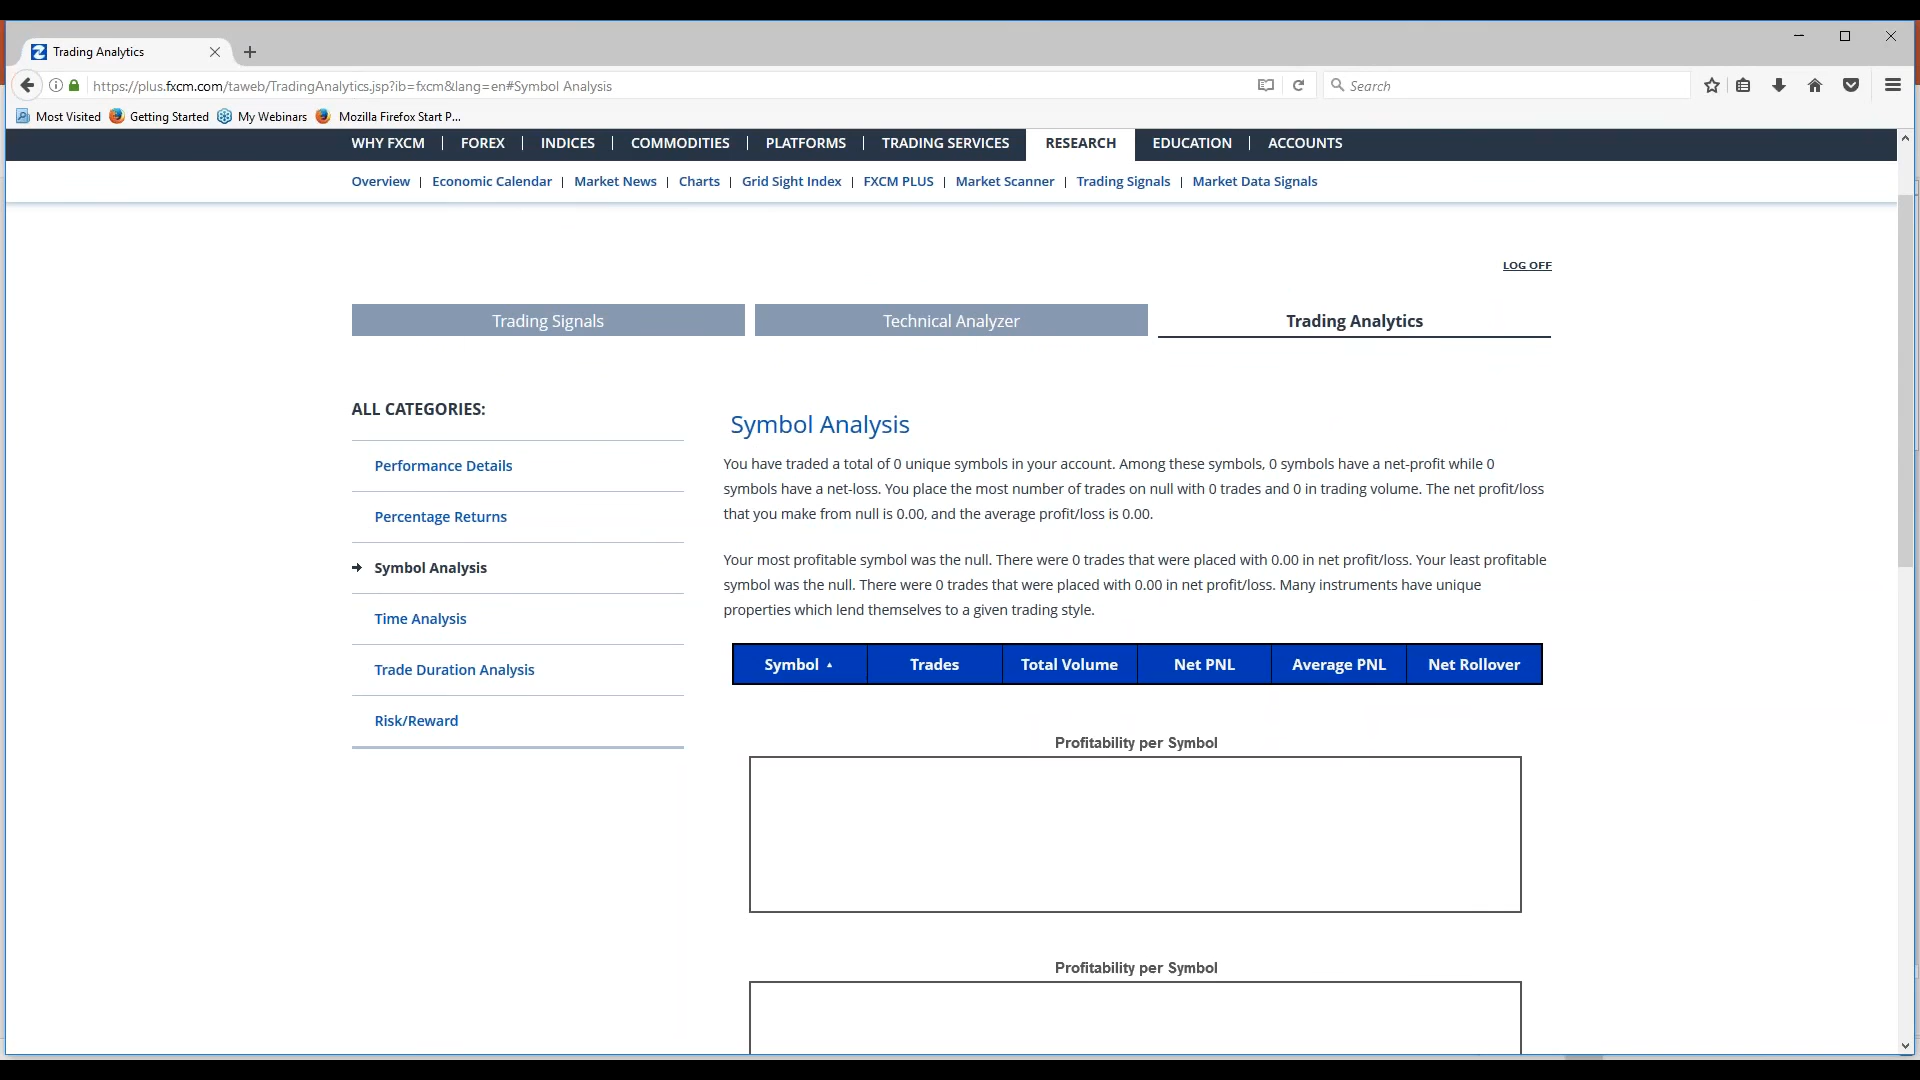 Trading Analytics
https://plus.fxcm.com/taweb/TradingAnalytics.jsp?ib=fxcm&lang=en#Symbol Analysis
Search
Most Visited Getting Started My Webinars Mozilla Firefox Start P...
WHY FXCM | FOREX | INDICES | COMMODITIES | PLATFORMS | TRADING SERVICES RESEARCH EDUCATION | ACCOUNTS
Overview | Economic Calendar | Market News | Charts | Grid Sight Index | FXCM PLUS | Market Scanner | Trading Signals | Market Data Signals
LOG OFF
Trading Signals Technical Analyzer Trading Analytics
ALL CATEGORIES:
Performance Details
Percentage Returns
Symbol Analysis
Time Analysis
Trade Duration Analysis
Risk/Reward
Symbol Analysis
You have traded a total of 0 unique symbols in your account. Among these symbols, 0 symbols have a net-profit while 0
symbols have a net-loss. You place the most number of trades on null with 0 trades and 0 in trading volume. The net profit/loss
that you make from null is 0.00, and the average profit/loss is 0.00.
Your most profitable symbol was the null. There were 0 trades that were placed with 0.00 in net profit/loss. Your least profitable
symbol was the null. There were 0 trades that were placed with 0.00 in net profit/loss. Many instruments have unique
properties which lend themselves to a given trading style.
Symbol Trades Total Volume Net PNL Average PNL Net Rollover
Profitability per Symbol
Profitability per Symbol